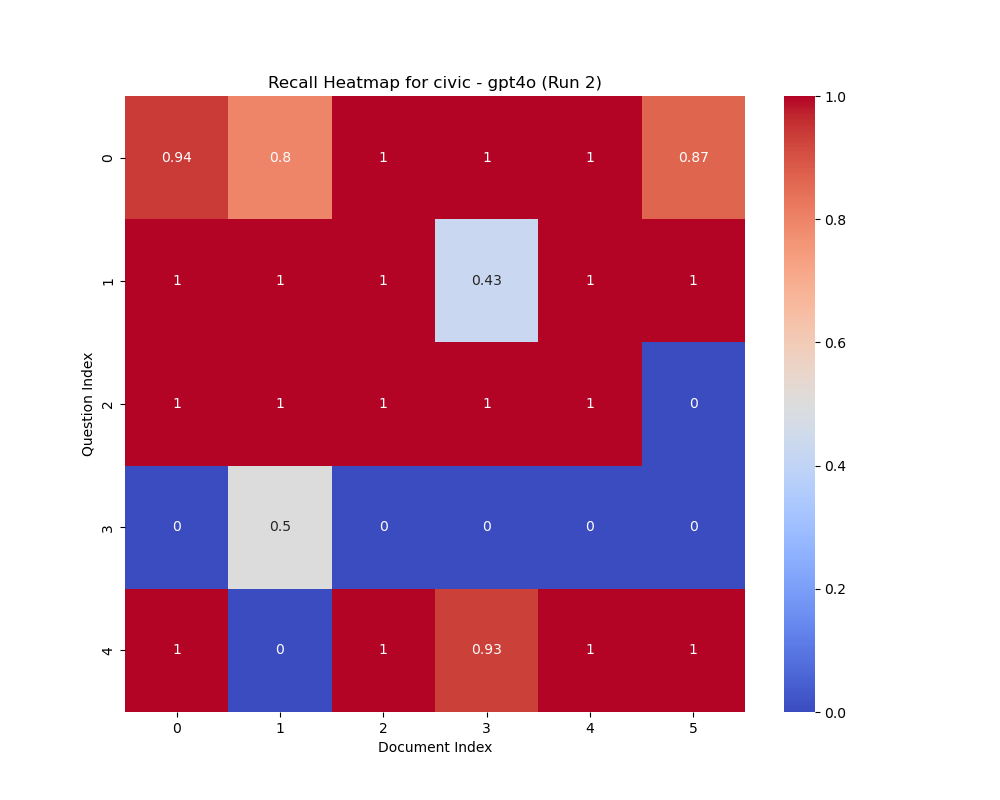 Recall Heatmap for civic - gpt4o (Run 2)
0 0.94 0.8 1 1 1 0.87
1 1 1 1 0.43 1 1
2 1 1 1 1 1 0
3 0 0.5 0 0 0 0
4 1 0 1 0.93 1 1
0 1 2 3 4 5
Question Index
Document Index
1.0
0.8
0.6
0.4
0.2
0.0